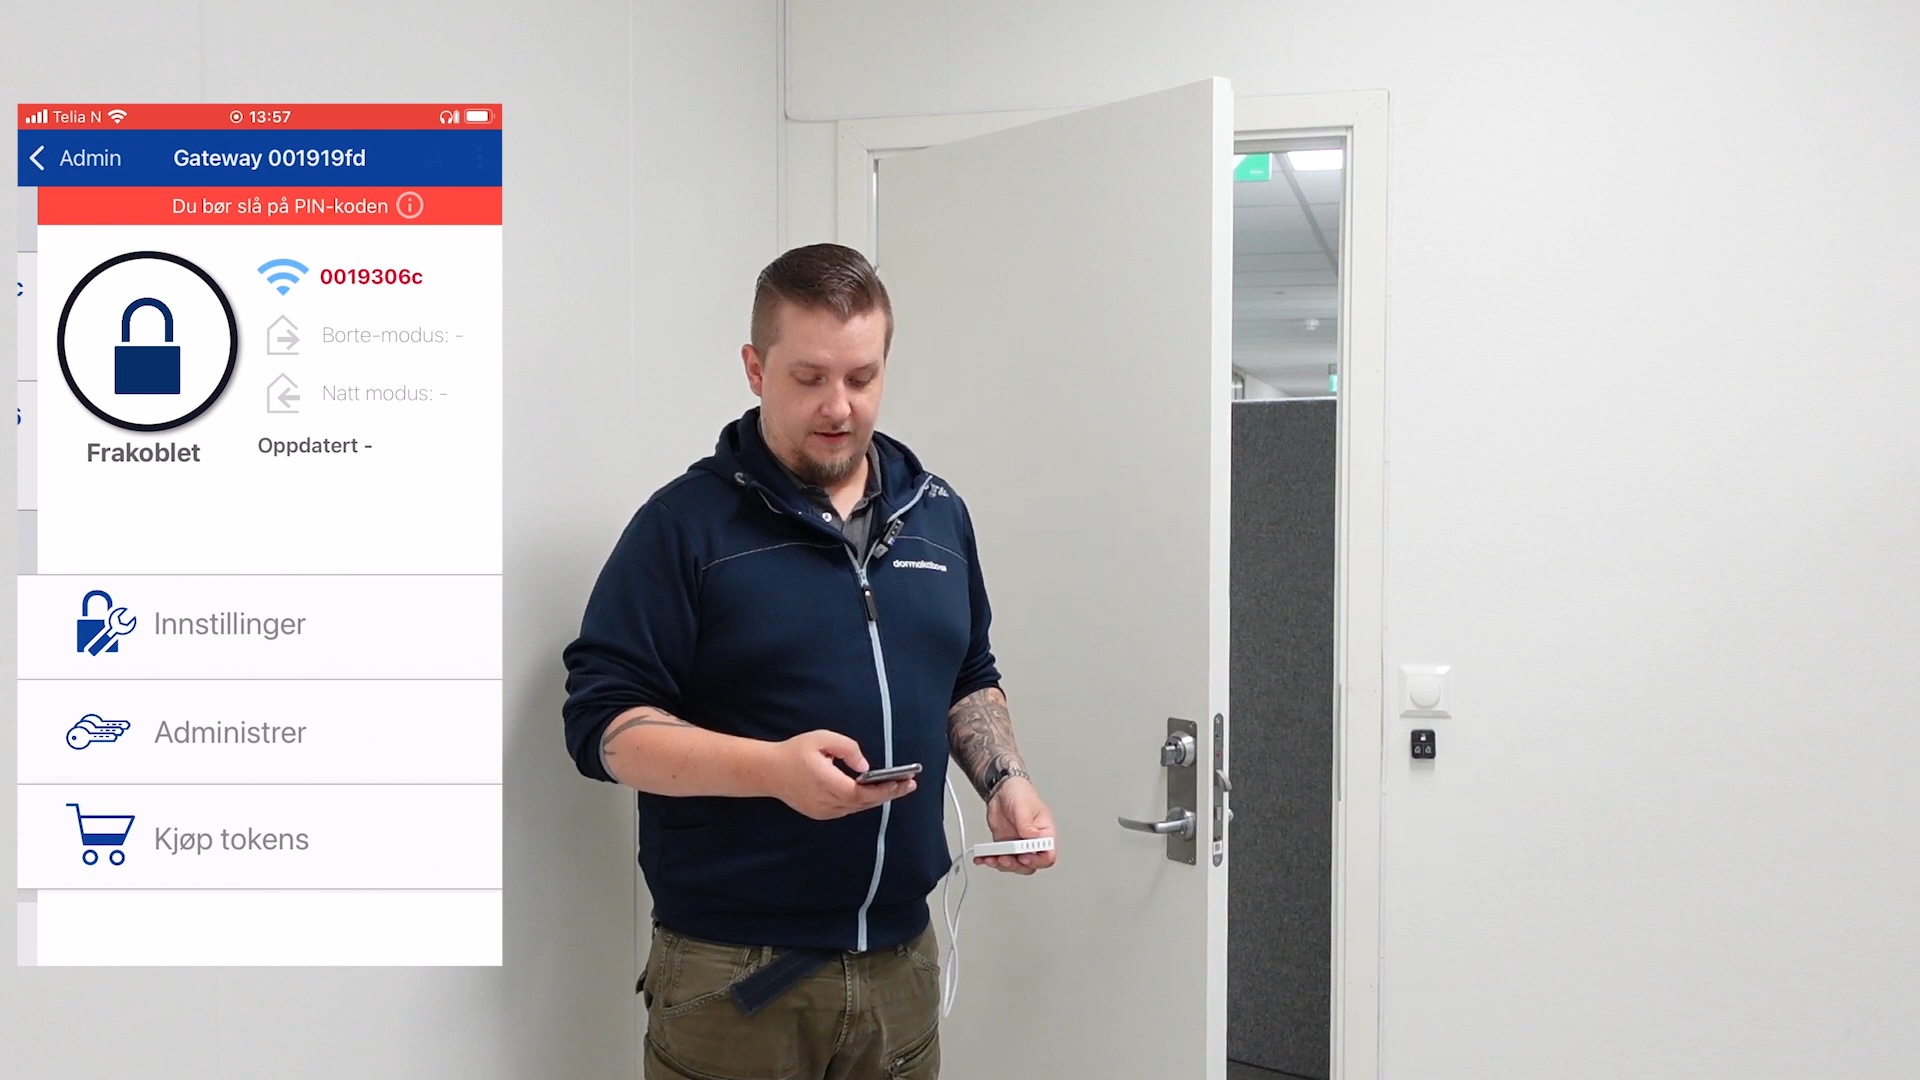 Telia N
13:57
Admin
Gateway 001919fd
Du bør slå på PIN-koden
0019306c
Borte-modus: -
Natt modus: -
Frakoblet
Oppdatert -
Innstillinger
Administrer
Kjøp tokens